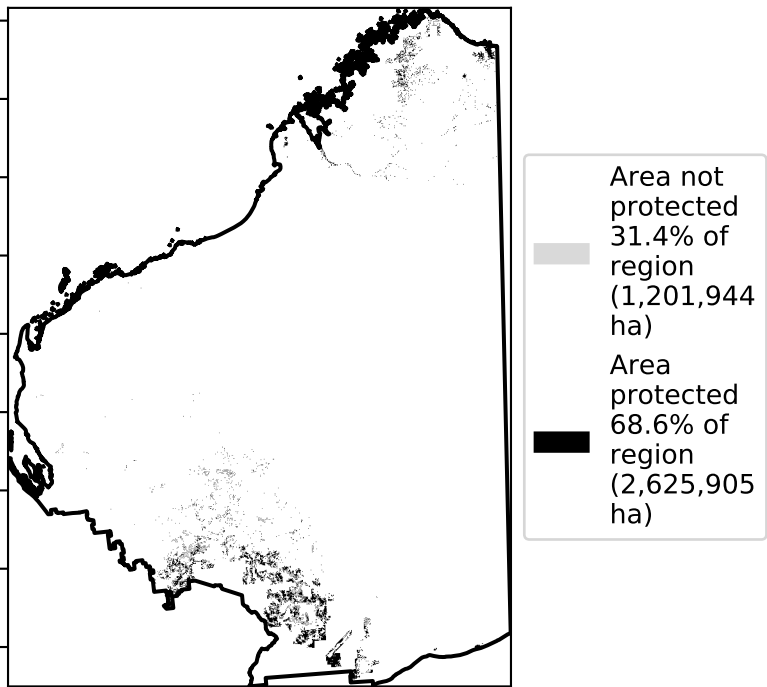 Area not
protected
31.4% of
region
(1,201,944
ha)
Area
protected
68.6% of
region
(2,625,905
ha)